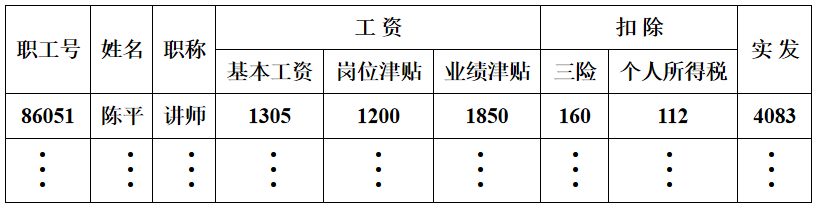 职工号 姓名 职称 工 资 扣 除 实 发
基本工资 岗位津贴 业绩津贴 三险 个人所得税
86051 陈平 讲师 1305 1200 1850 160 112 4083
⋮ ⋮ ⋮ ⋮ ⋮ ⋮ ⋮ ⋮ ⋮